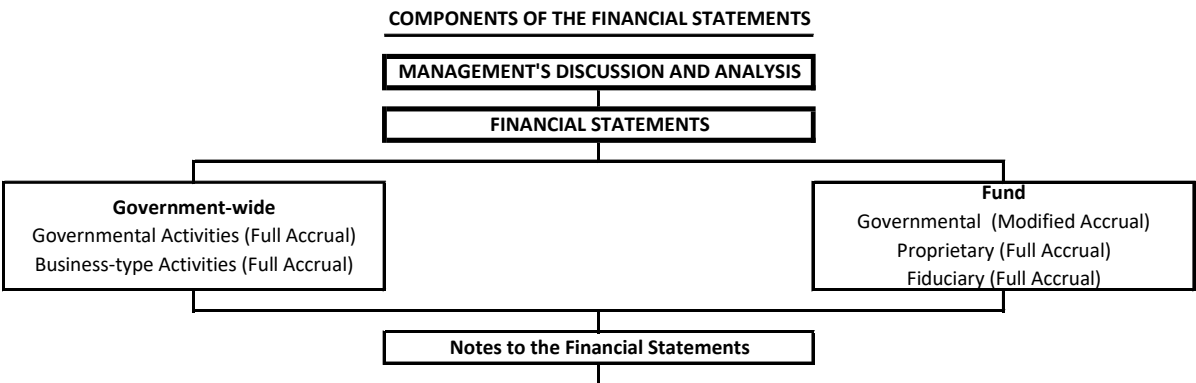 COMPONENTS OF THE FINANCIAL STATEMENTS
MANAGEMENT'S DISCUSSION AND ANALYSIS
FINANCIAL STATEMENTS
Government-wide
Governmental Activities (Full Accrual)
Business-type Activities (Full Accrual)
Fund
Governmental  (Modified Accrual)
Proprietary (Full Accrual)
Fiduciary (Full Accrual)
Notes to the Financial Statements